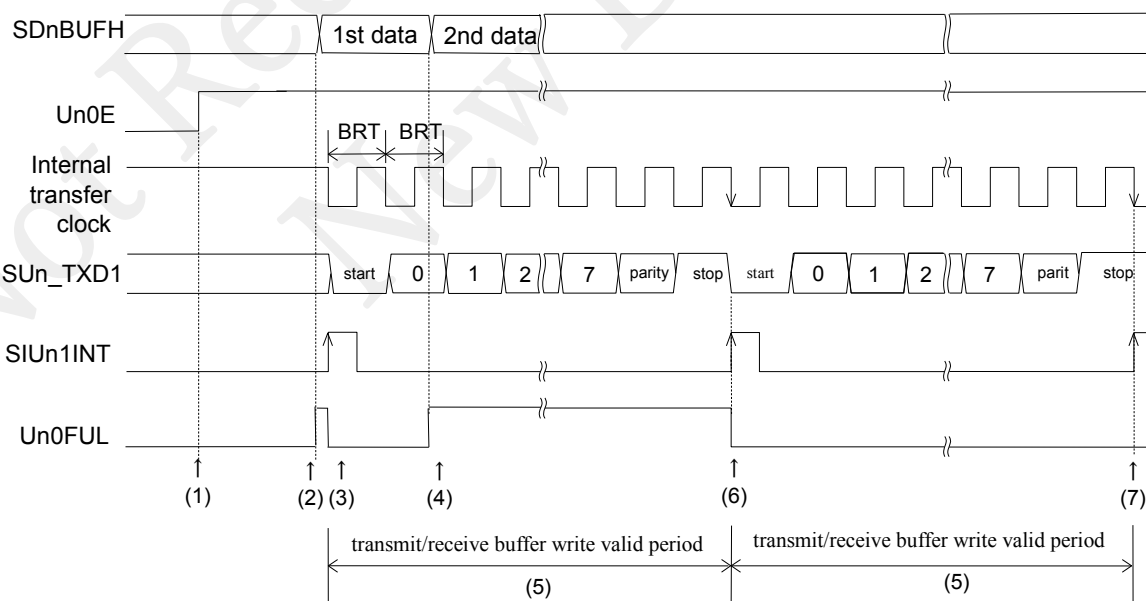 SDnBUFH
1st data
2nd data
Un0E
BRT
BRT
Internal
transfer
clock
SUn_TXD1
start
0
1
2
7
parity
stop
start
0
1
2
7
parit
stop
SIUn1INT
Un0FUL
(1)
(2)
(3)
(4)
(6)
(7)
transmit/receive buffer write valid period
transmit/receive buffer write valid period
(5)
(5)